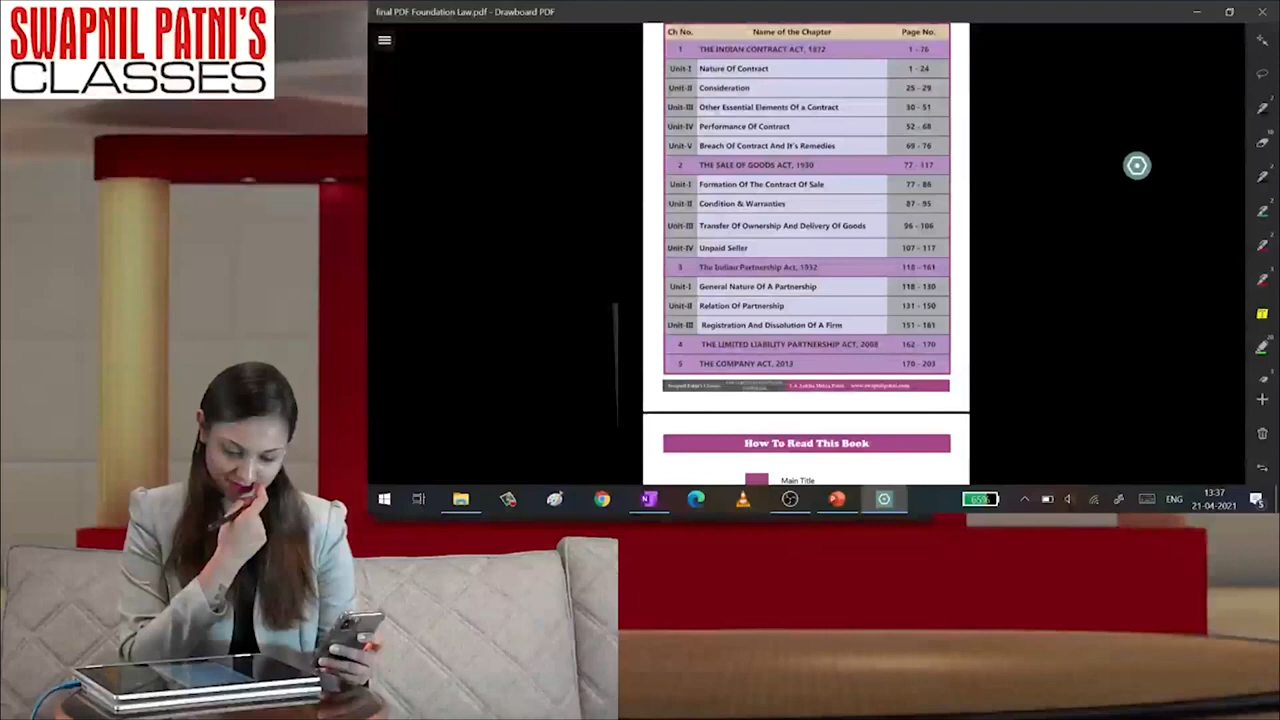 SWAPNIL PATNI'S
CLASSES
final PDF Foundation Law.pdf - Drawboard PDF
Ch No. Name of the Chapter Page No.
1 THE INDIAN CONTRACT ACT, 1872 1 - 76
Unit-I Nature Of Contract 1 - 24
Unit-II Consideration 25 - 29
Unit-III Other Essential Elements Of a Contract 30 - 51
Unit-IV Performance Of Contract 52 - 68
Unit-V Breach Of Contract And It's Remedies 69 - 76
2 THE SALE OF GOODS ACT, 1930 77 - 117
Unit-I Formation Of The Contract Of Sale 77 - 86
Unit-II Condition & Warranties 87 - 95
Unit-III Transfer Of Ownership And Delivery Of Goods 96 - 106
Unit-IV Unpaid Seller 107 - 117
3 The Indian Partnership Act, 1932 118 - 161
Unit-I General Nature Of A Partnership 118 - 130
Unit-II Relation Of Partnership 131 - 150
Unit-III Registration And Dissolution Of A Firm 151 - 161
4 THE LIMITED LIABILITY PARTNERSHIP ACT, 2008 162 - 170
5 THE COMPANY ACT, 2013 170 - 203
Swapnil Patni's Classes www.swapnilpatni.com
How To Read This Book
Main Title
65%
ENG
13:37
21-04-2021